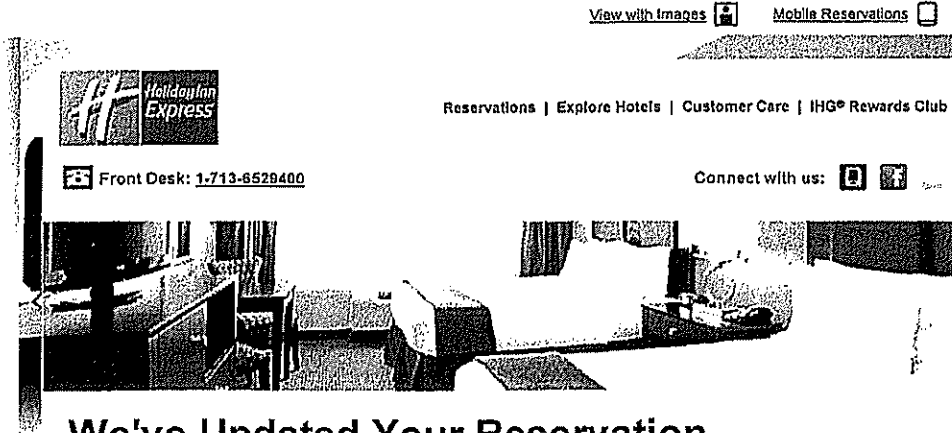 View with Images Mobile Reservations
Holiday Inn
Express
Reservations | Explore Hotels | Customer Care | IHG® Rewards Club
Front Desk: 1-713-6529400
Connect with us:
We've Updated Your Reservation